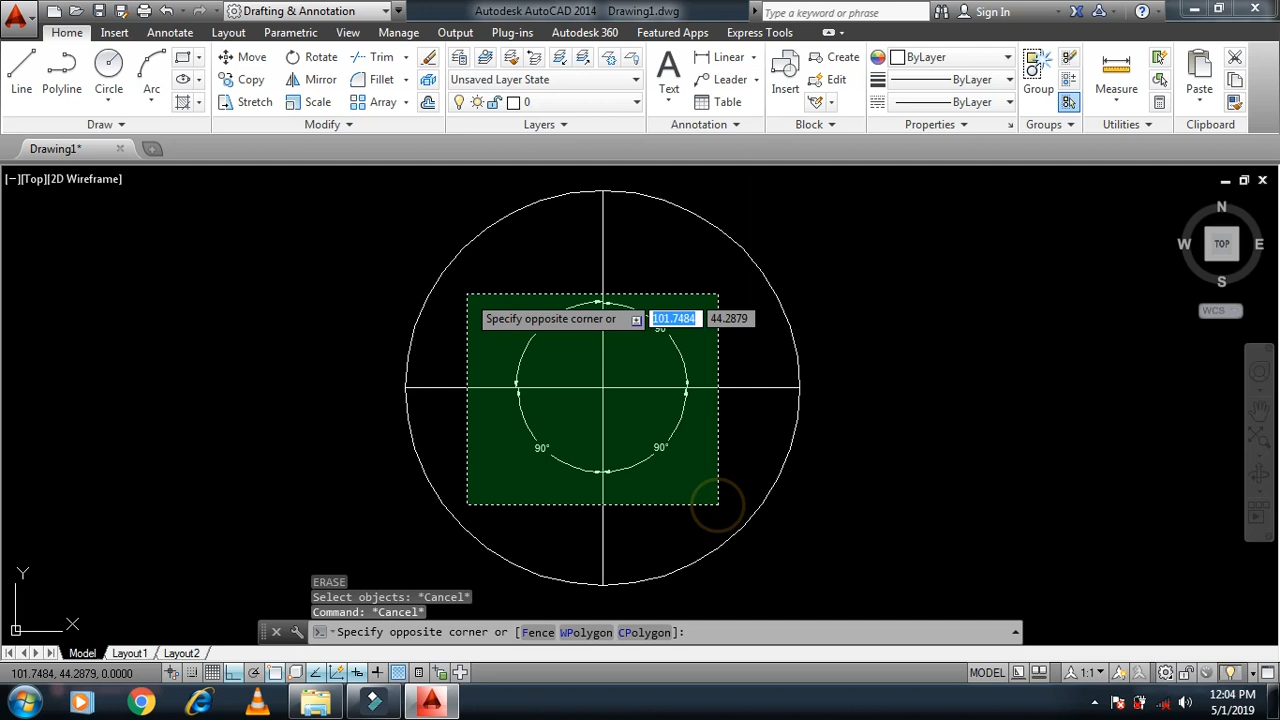 Drafting & Annotation
Autodesk AutoCAD 2014 Drawing1.dwg
Type a keyword or phrase
Sign In
Home Insert Annotate Layout Parametric View Manage Output Plug-ins Autodesk 360 Featured Apps Express Tools
Line Polyline Circle Arc
Move Rotate Trim
Copy Mirror Fillet
Stretch Scale Array
Unsaved Layer State
0
Text
Linear
Leader
Table
Insert
Create
Edit
ByLayer
ByLayer
ByLayer
Group
Measure
Paste
Draw Modify Layers Annotation Block Properties Groups Utilities Clipboard
Drawing1*
[−][Top][2D Wireframe]
N
W TOP E
S
WCS
Specify opposite corner or 101.7484 44.2879
90°
90° 90°
Y
X
ERASE
Select objects: *Cancel*
Command: *Cancel*
Specify opposite corner or [Fence WPolygon CPolygon]:
Model Layout1 Layout2
101.7484, 44.2879, 0.0000
MODEL 1:1
12:04 PM
5/1/2019